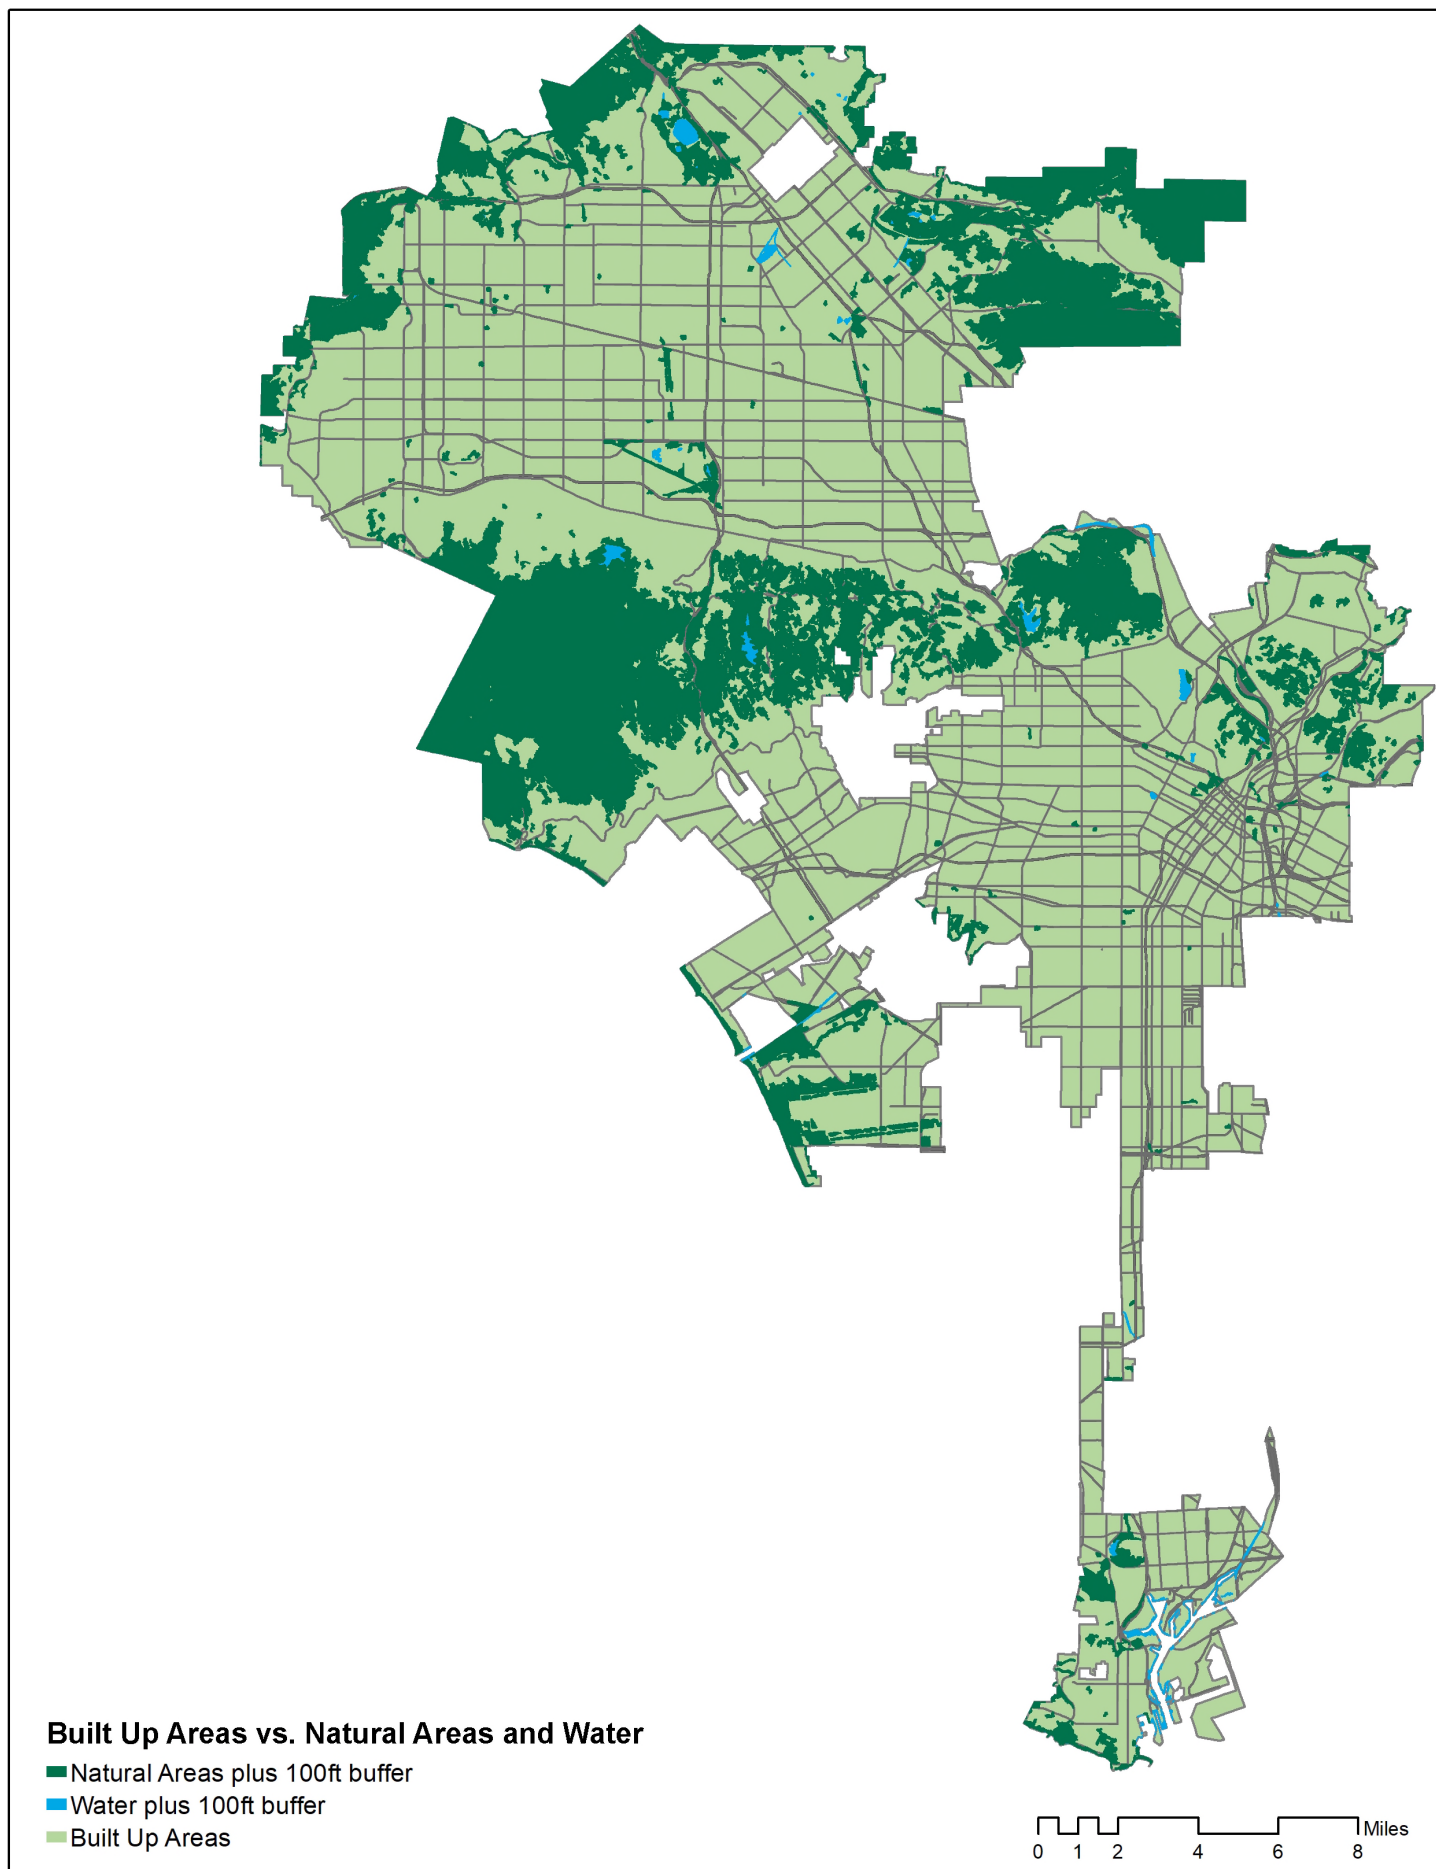 Built Up Areas vs. Natural Areas and Water
Natural Areas plus 100ft buffer
Water plus 100ft buffer
Built Up Areas
Miles
0 1 2 4 6 8